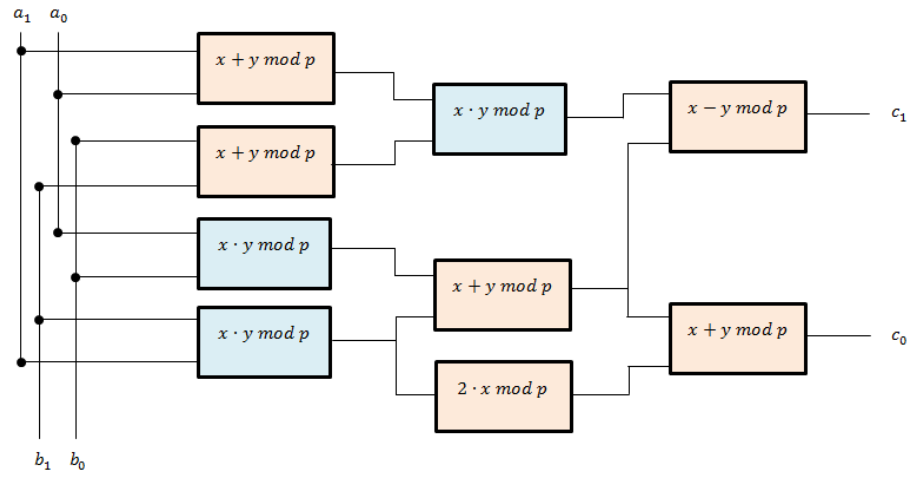 a₁ a₀
x + y mod p
x · y mod p
x − y mod p
c₁
x + y mod p
x · y mod p
x + y mod p
x · y mod p
x + y mod p
c₀
2 · x mod p
b₁ b₀